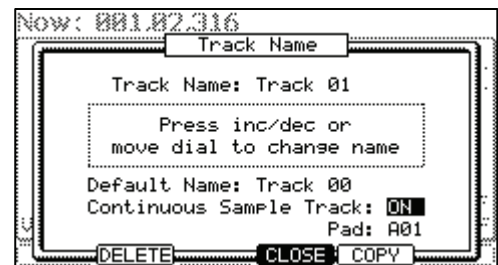 Now: 001.02.316
Track Name
Track Name: Track 01
Press inc/dec or
move dial to change name
Default Name: Track 00
Continuous Sample Track: ON
Pad: A01
DELETE CLOSE COPY